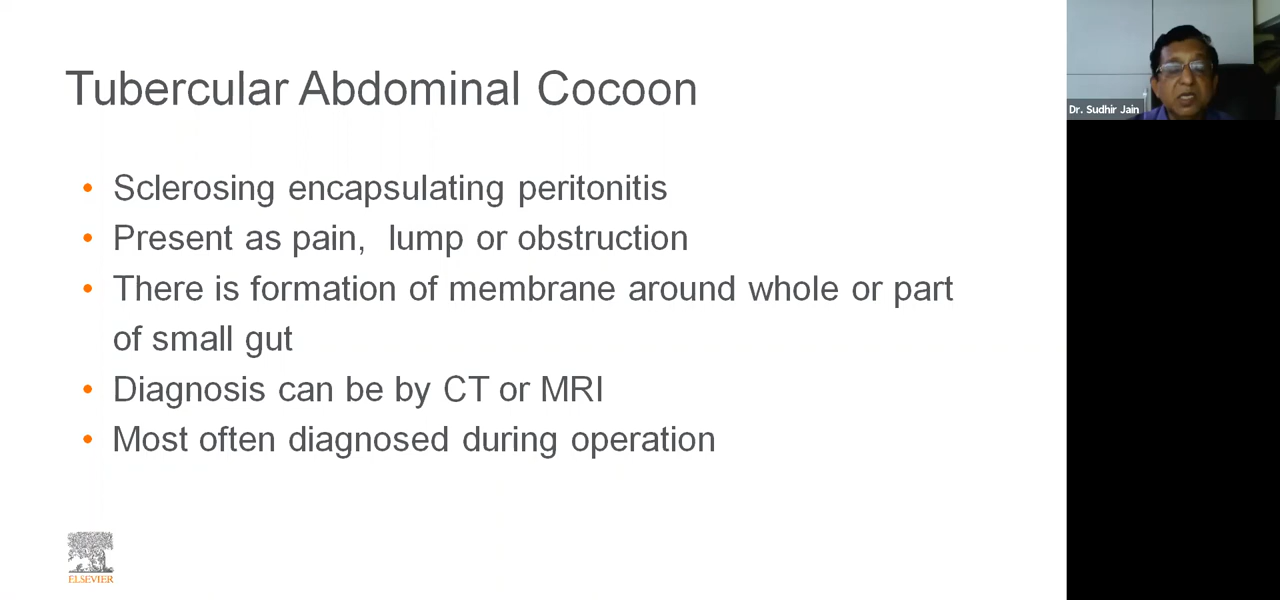 Tubercular Abdominal Cocoon
• Sclerosing encapsulating peritonitis
• Present as pain, lump or obstruction
• There is formation of membrane around whole or part
of small gut
• Diagnosis can be by CT or MRI
• Most often diagnosed during operation
ELSEVIER
Dr. Sudhir Jain